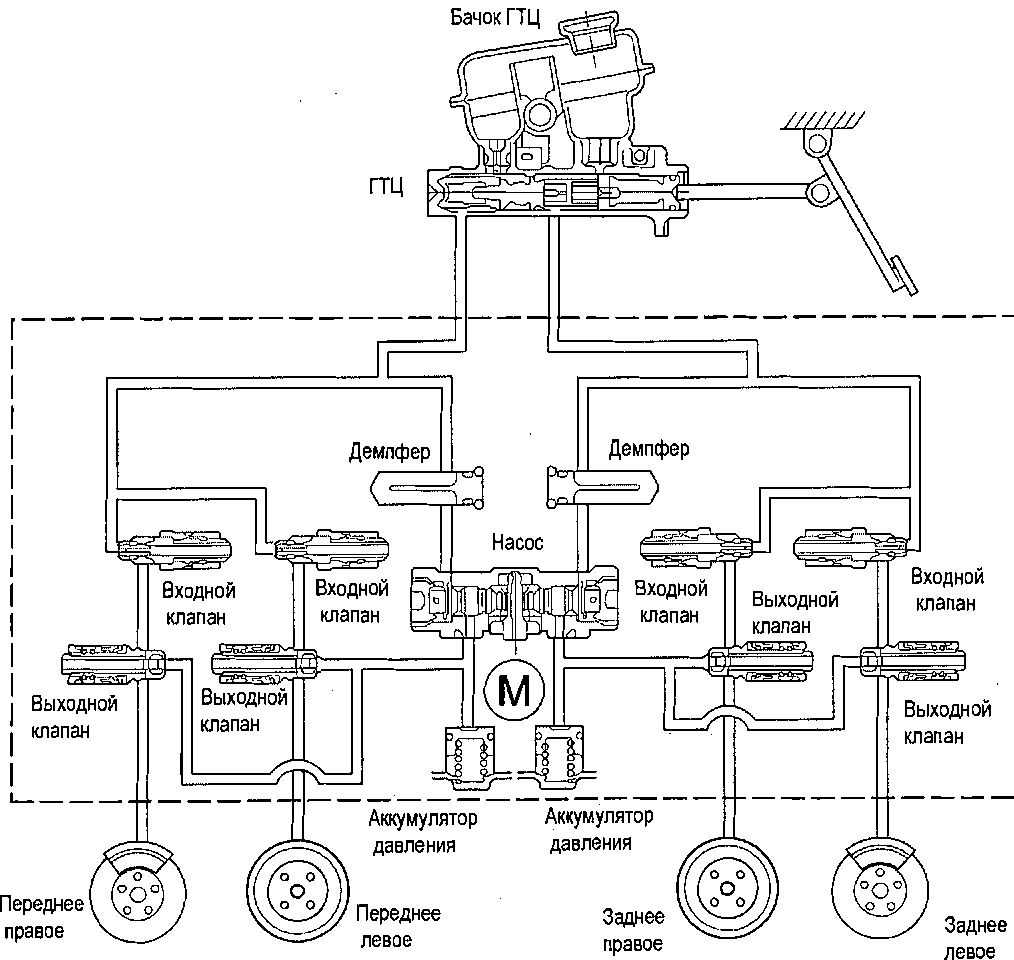 Бачок ГТЦ
ГТЦ
Демпфер
Демпфер
Насос
Входной
клапан
Входной
клапан
Входной
клапан
Выходной
клапан
Входной
клапан
Выходной
клапан
Выходной
клапан
М
Выходной
клапан
Аккумулятор
давления
Аккумулятор
давления
Переднее
правое
Переднее
левое
Заднее
правое
Заднее
левое